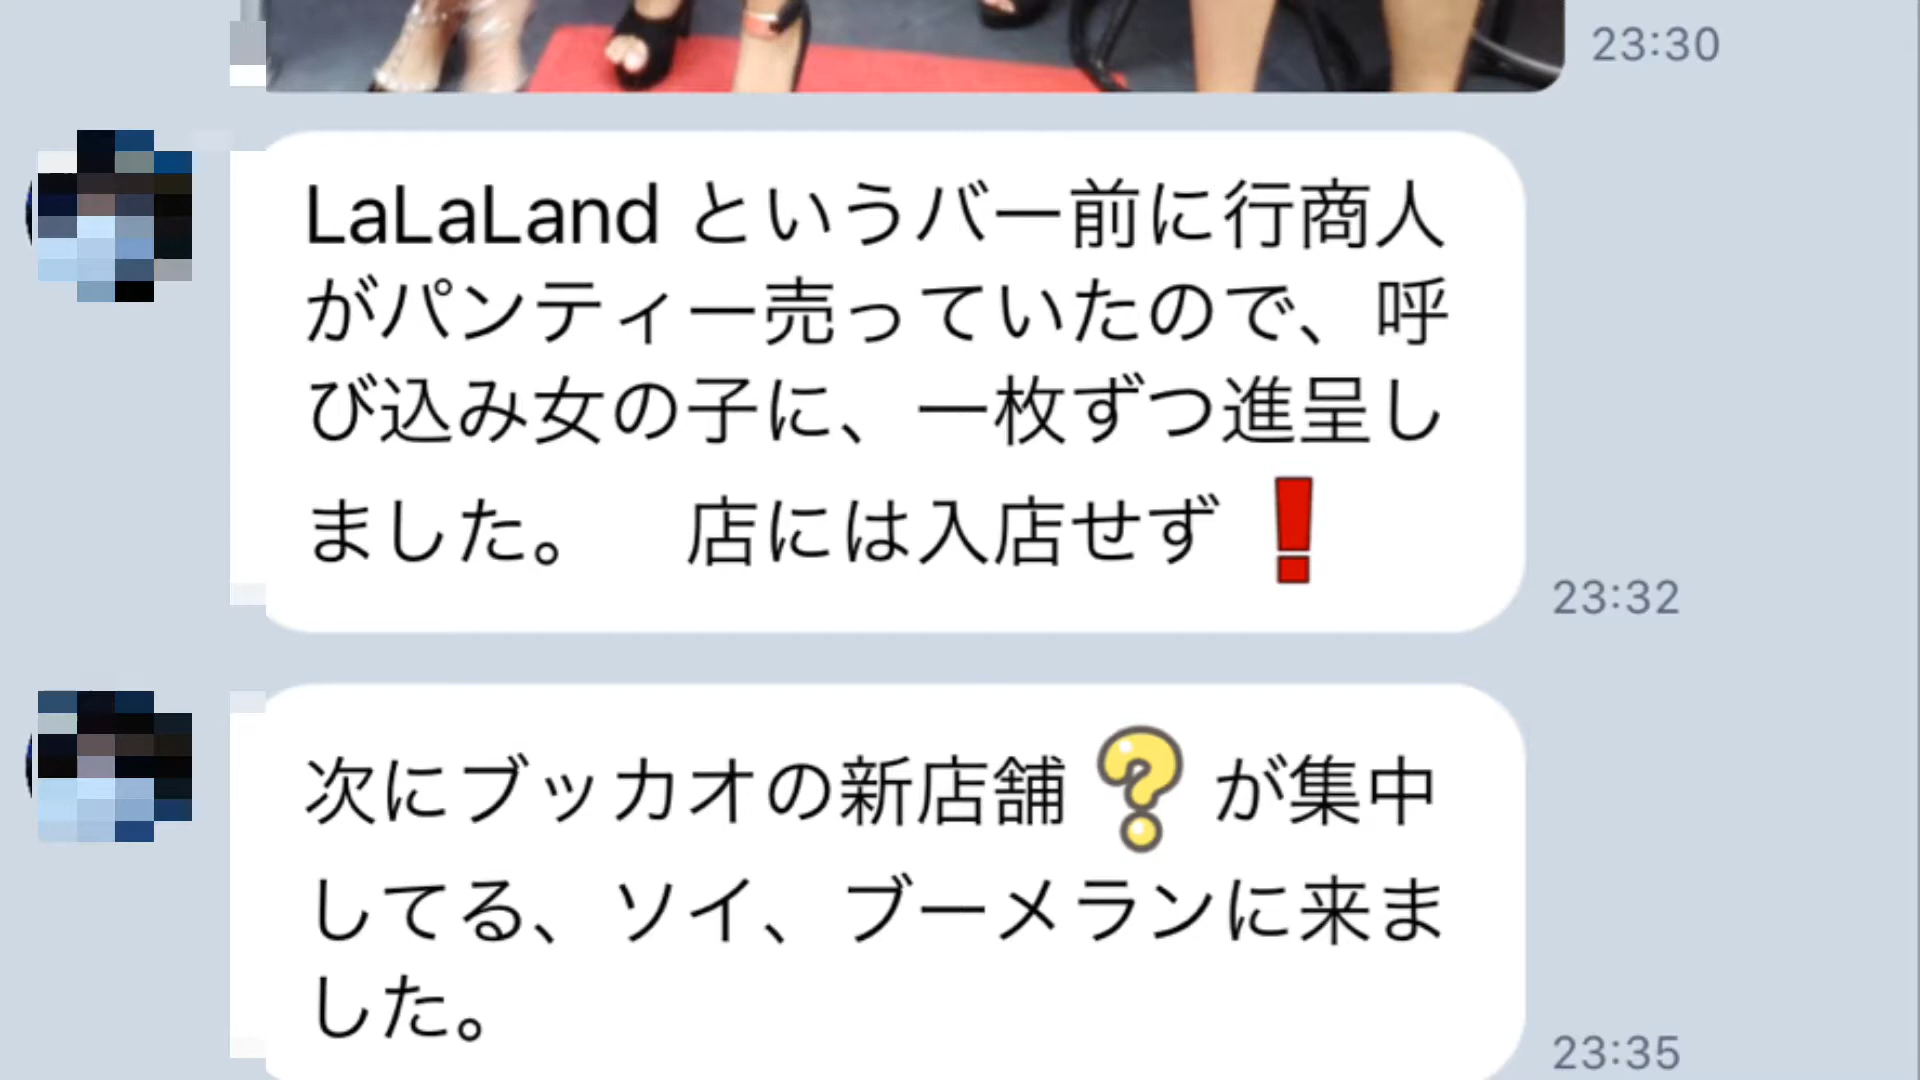 23:30
LaLaLand というバー前に行商人
がパンティー売っていたので、呼
び込み女の子に、一枚ずつ進呈し
ました。　店には入店せず❗
23:32
次にブッカオの新店舗❓が集中
してる、ソイ、ブーメランに来ま
した。
23:35